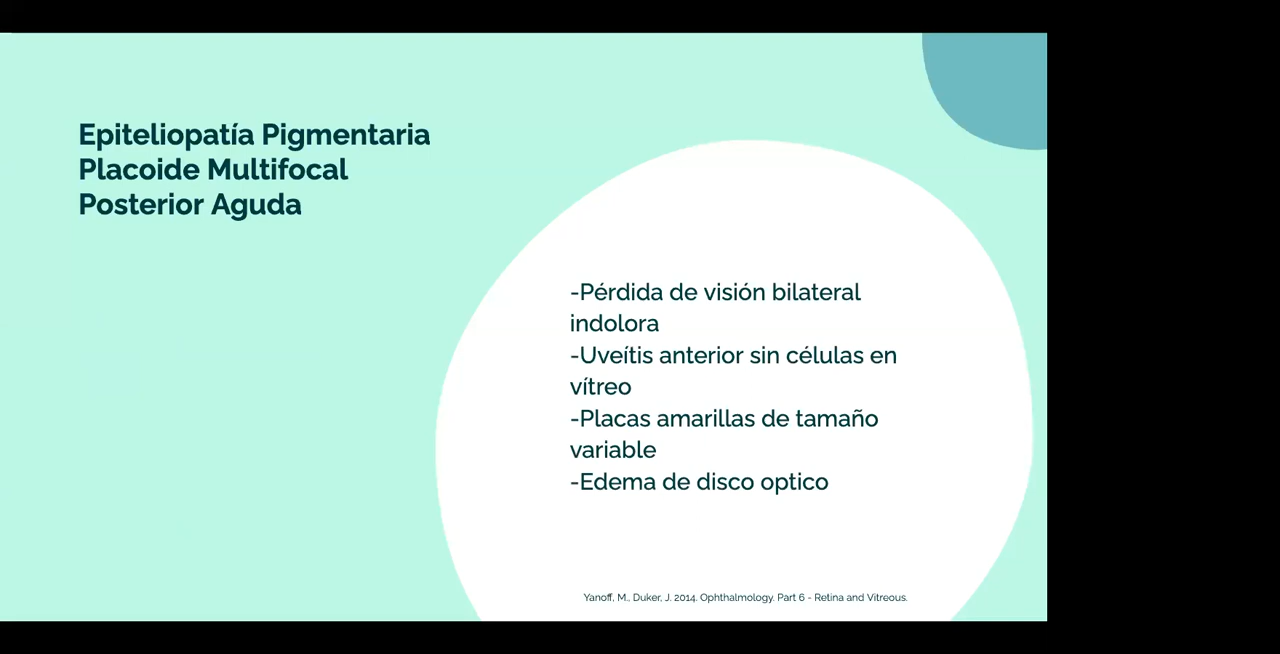 Epiteliopatía Pigmentaria
Placoide Multifocal
Posterior Aguda
-Pérdida de visión bilateral
indolora
-Uveítis anterior sin células en
vítreo
-Placas amarillas de tamaño
variable
-Edema de disco optico
Yanoff, M., Duker, J. 2014. Ophthalmology. Part 6 - Retina and Vitreous.